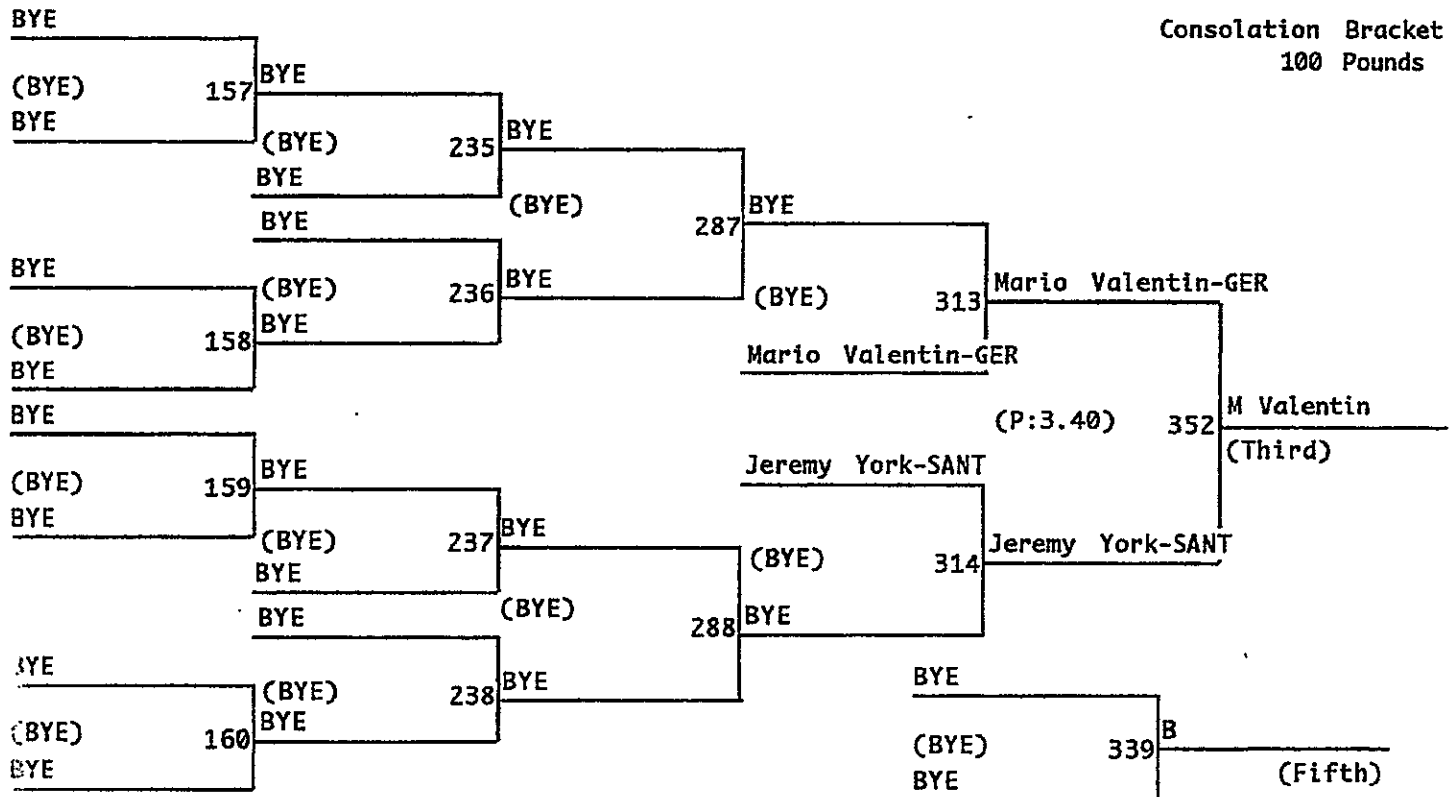 Consolation Bracket
100 Pounds
BYE
(BYE) 157
BYE
BYE
(BYE) 235
BYE
BYE
(BYE) 287
BYE
(BYE) 236
BYE
BYE
(BYE) 158
BYE
BYE
BYE
(BYE) 313
Mario Valentin-GER
Mario Valentin-GER
(P:3.40) 352
M Valentin
(Third)
BYE
(BYE) 159
BYE
BYE
(BYE) 237
BYE
BYE
(BYE) 288
BYE
(BYE) 238
BYE
BYE
(BYE) 160
BYE
BYE
Jeremy York-SANT
(BYE) 314
BYE
Jeremy York-SANT
BYE
(BYE) 339
BYE
B
(Fifth)